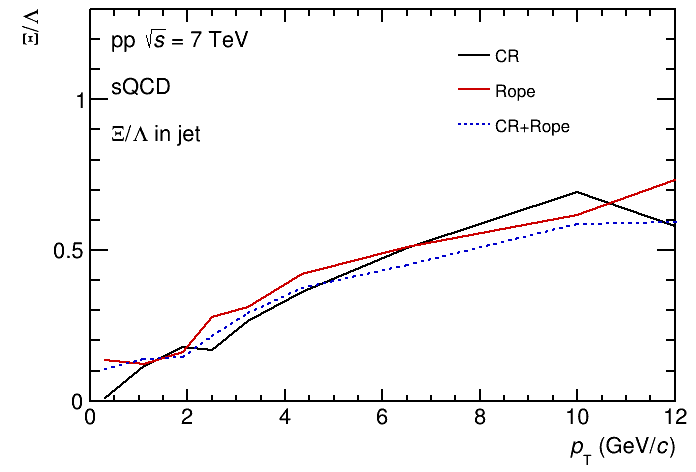 Ξ/Λ
pp √s = 7 TeV
sQCD
Ξ/Λ in jet
CR
Rope
CR+Rope
1
0.5
0
0 2 4 6 8 10 12
p_T (GeV/c)